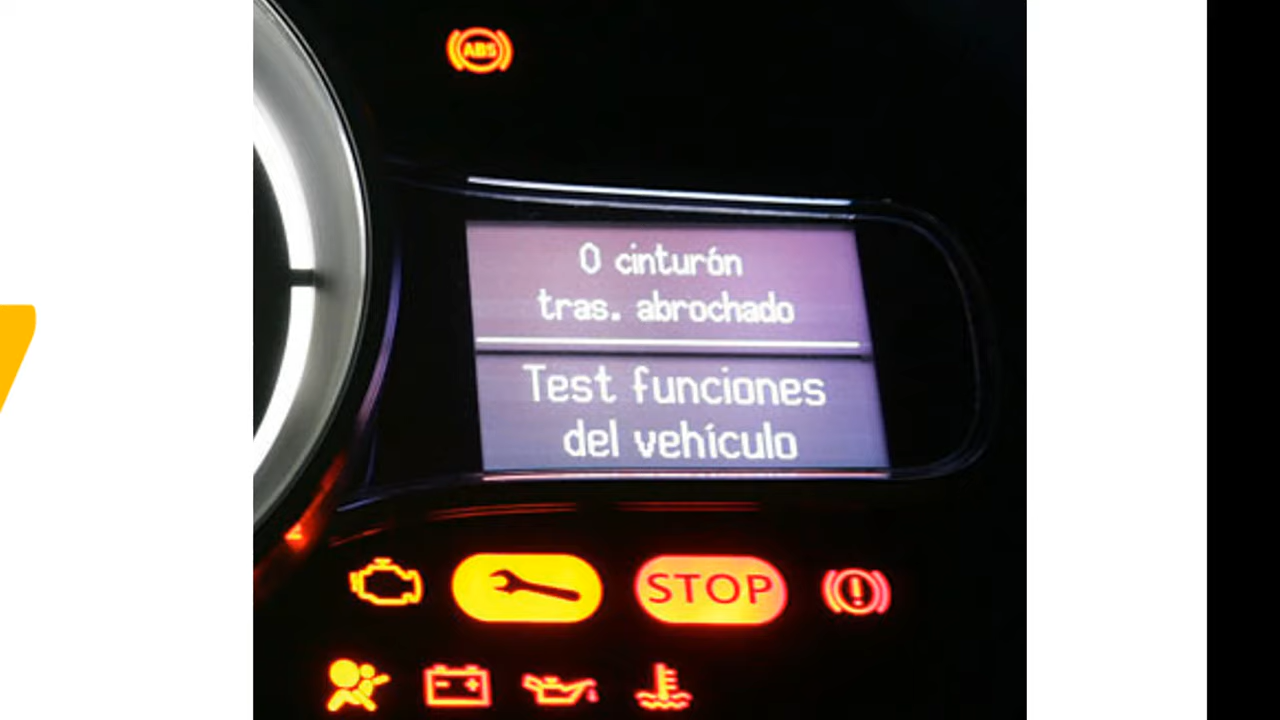 ABS
0 cinturón
tras. abrochado
Test funciones
del vehículo
STOP